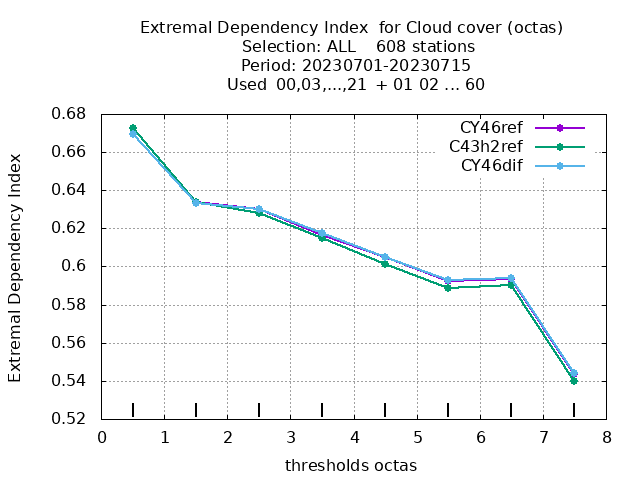 Extremal Dependency Index  for Cloud cover (octas)
Selection: ALL    608 stations
Period: 20230701-20230715
Used  00,03,...,21  + 01 02 ... 60
CY46ref
C43h2ref
CY46dif
Extremal Dependency Index
0.68
0.66
0.64
0.62
0.6
0.58
0.56
0.54
0.52
0 1 2 3 4 5 6 7 8
thresholds octas